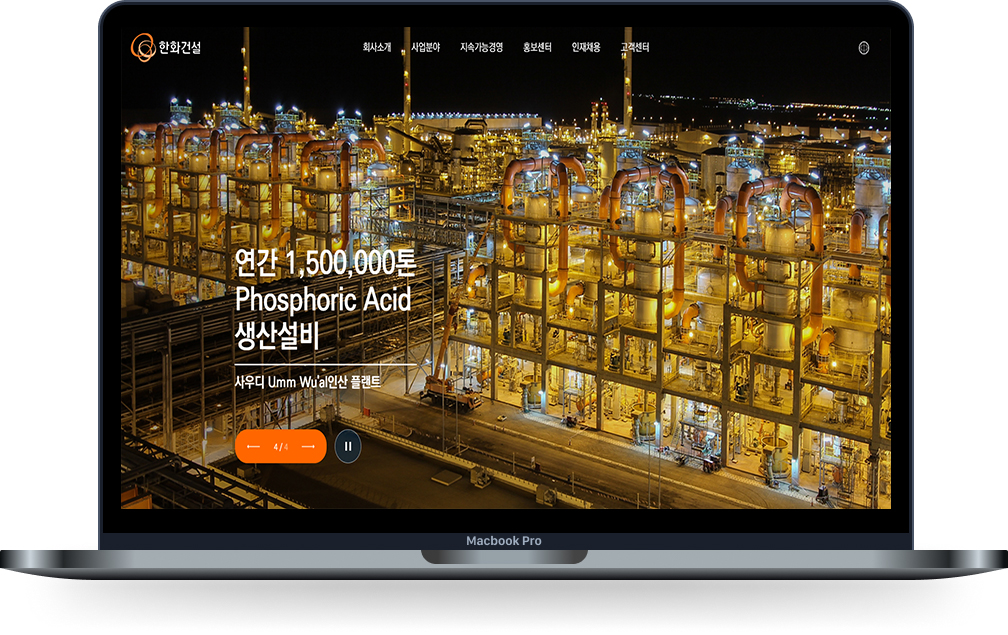 한화건설
회사소개 사업분야 지속가능경영 홍보센터 인재채용 고객센터
연간 1,500,000톤
Phosphoric Acid
생산설비
사우디 Umm Wu'al인산 플랜트
4 / 4
Macbook Pro